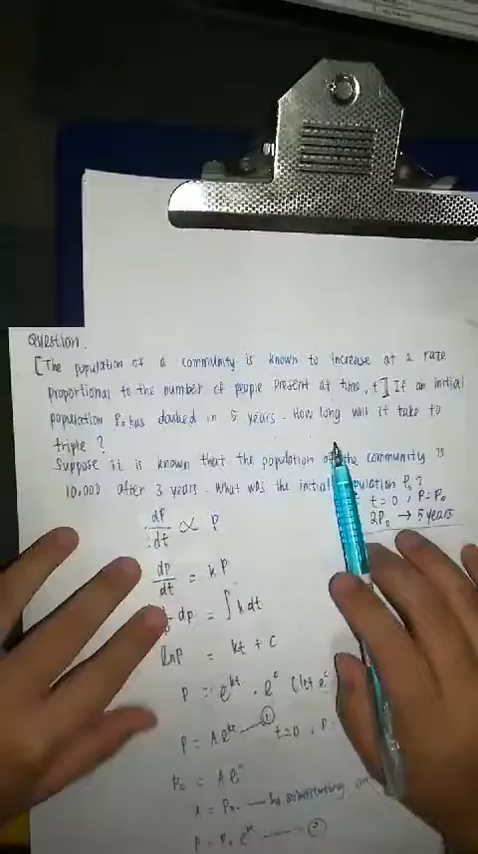 Question.
[The population of a community is known to increase at a rate
proportional to the number of people present at time, t] If an initial
population P₀ has doubled in 5 years. How long will it take to
triple?
Suppose it is known that the population of the community is
10,000 after 3 years. What was the initial population P₀?
t=0, P=P₀
2P₀ → 5 years
dP/dt ∝ P
dP/dt = kP
dp = ∫ k dt
ln P = kt + c
P = e^kt . e^c (let e^c
P = Ae^kt — ①
t=0, P
P₀ = A e⁰
A = P₀. — by substituting
P = P₀ e^kt — ②